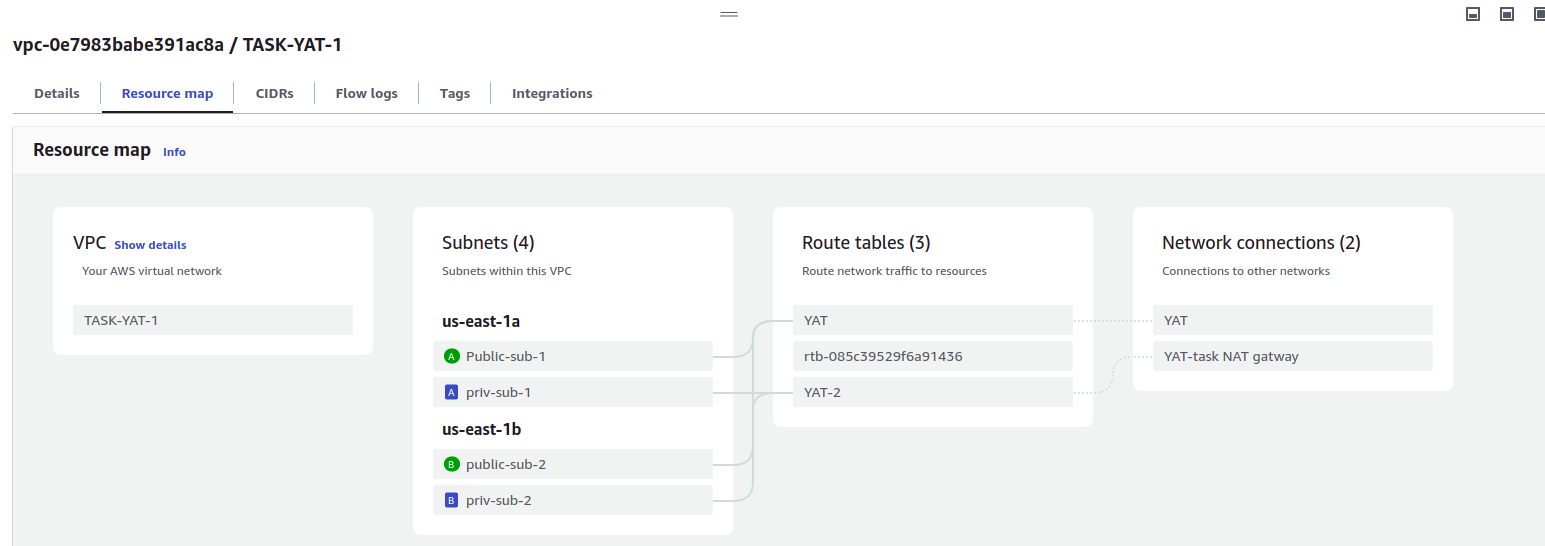 vpc-0e7983babe391ac8a / TASK-YAT-1
Details
Resource map
CIDRs
Flow logs
Tags
Integrations
Resource map Info
VPC Show details
Your AWS virtual network
TASK-YAT-1
Subnets (4)
Subnets within this VPC
us-east-1a
A Public-sub-1
A priv-sub-1
us-east-1b
B public-sub-2
B priv-sub-2
Route tables (3)
Route network traffic to resources
YAT
rtb-085c39529f6a91436
YAT-2
Network connections (2)
Connections to other networks
YAT
YAT-task NAT gatway